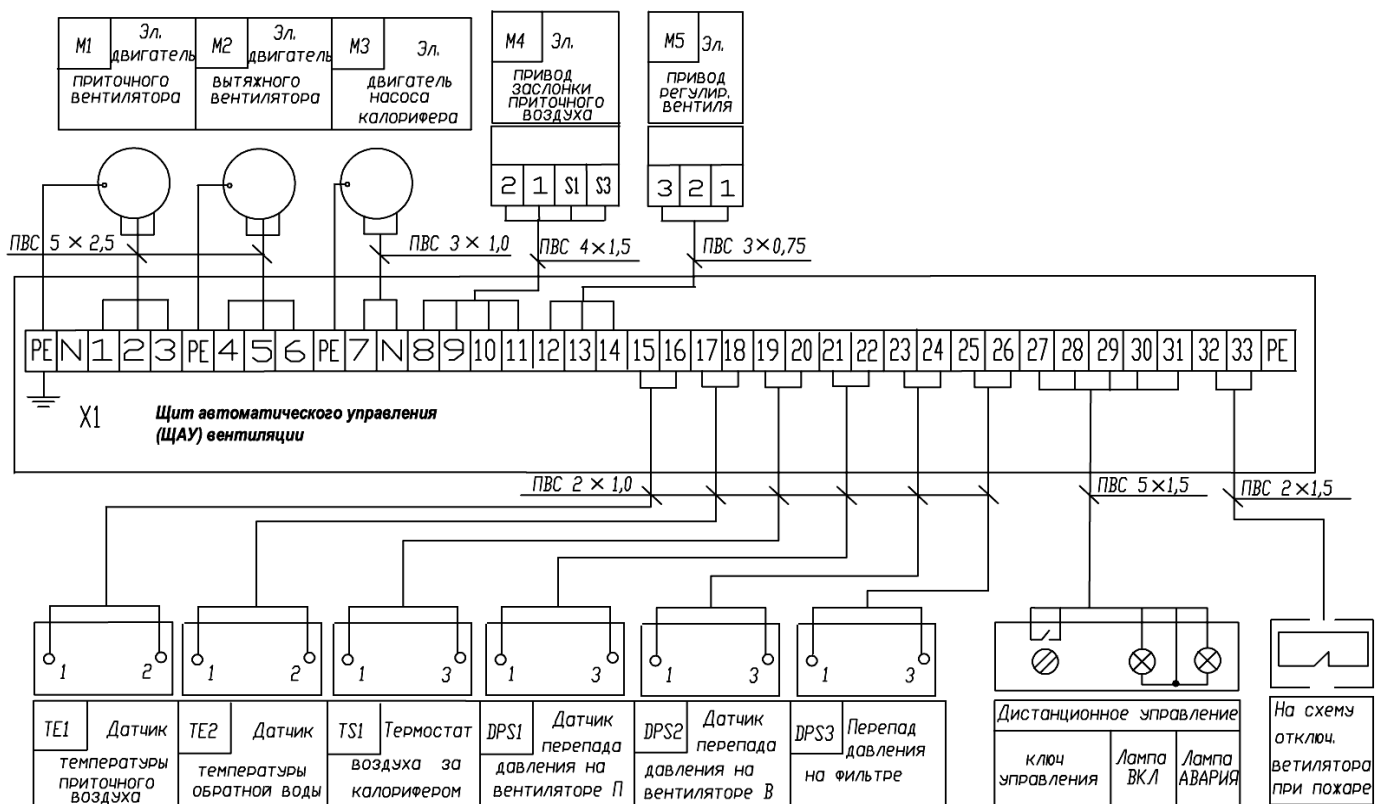 M1 Эл. двигатель
приточного
вентилятора
M2 Эл. двигатель
вытяжного
вентилятора
M3 Эл.
двигатель
насоса
калорифера
M4 Эл.
привод
заслонки
приточного
воздуха
M5 Эл.
привод
регулир.
вентиля
2 1 S1 S3
3 2 1
ПВС 5 × 2,5
ПВС 3 × 1,0
ПВС 4×1,5
ПВС 3×0,75
PE N 1 2 3 PE 4 5 6 PE 7 N 8 9 10 11 12 13 14 15 16 17 18 19 20 21 22 23 24 25 26 27 28 29 30 31 32 33 PE
X1
Щит автоматического управления
(ЩАУ) вентиляции
ПВС 2 × 1,0
ПВС 5×1,5
ПВС 2×1,5
1 2
1 2
1 3
1 3
1 3
1 3
TE1 Датчик
температуры
приточного
воздуха
TE2 Датчик
температуры
обратной воды
TS1 Термостат
воздуха за
калорифером
DPS1 Датчик
перепада
давления на
вентиляторе П
DPS2 Датчик
перепада
давления на
вентиляторе В
DPS3 Перепад
давления
на фильтре
Дистанционное управление
ключ
управления
Лампа
ВКЛ
Лампа
АВАРИЯ
На схему
отключ.
ветилятора
при пожаре